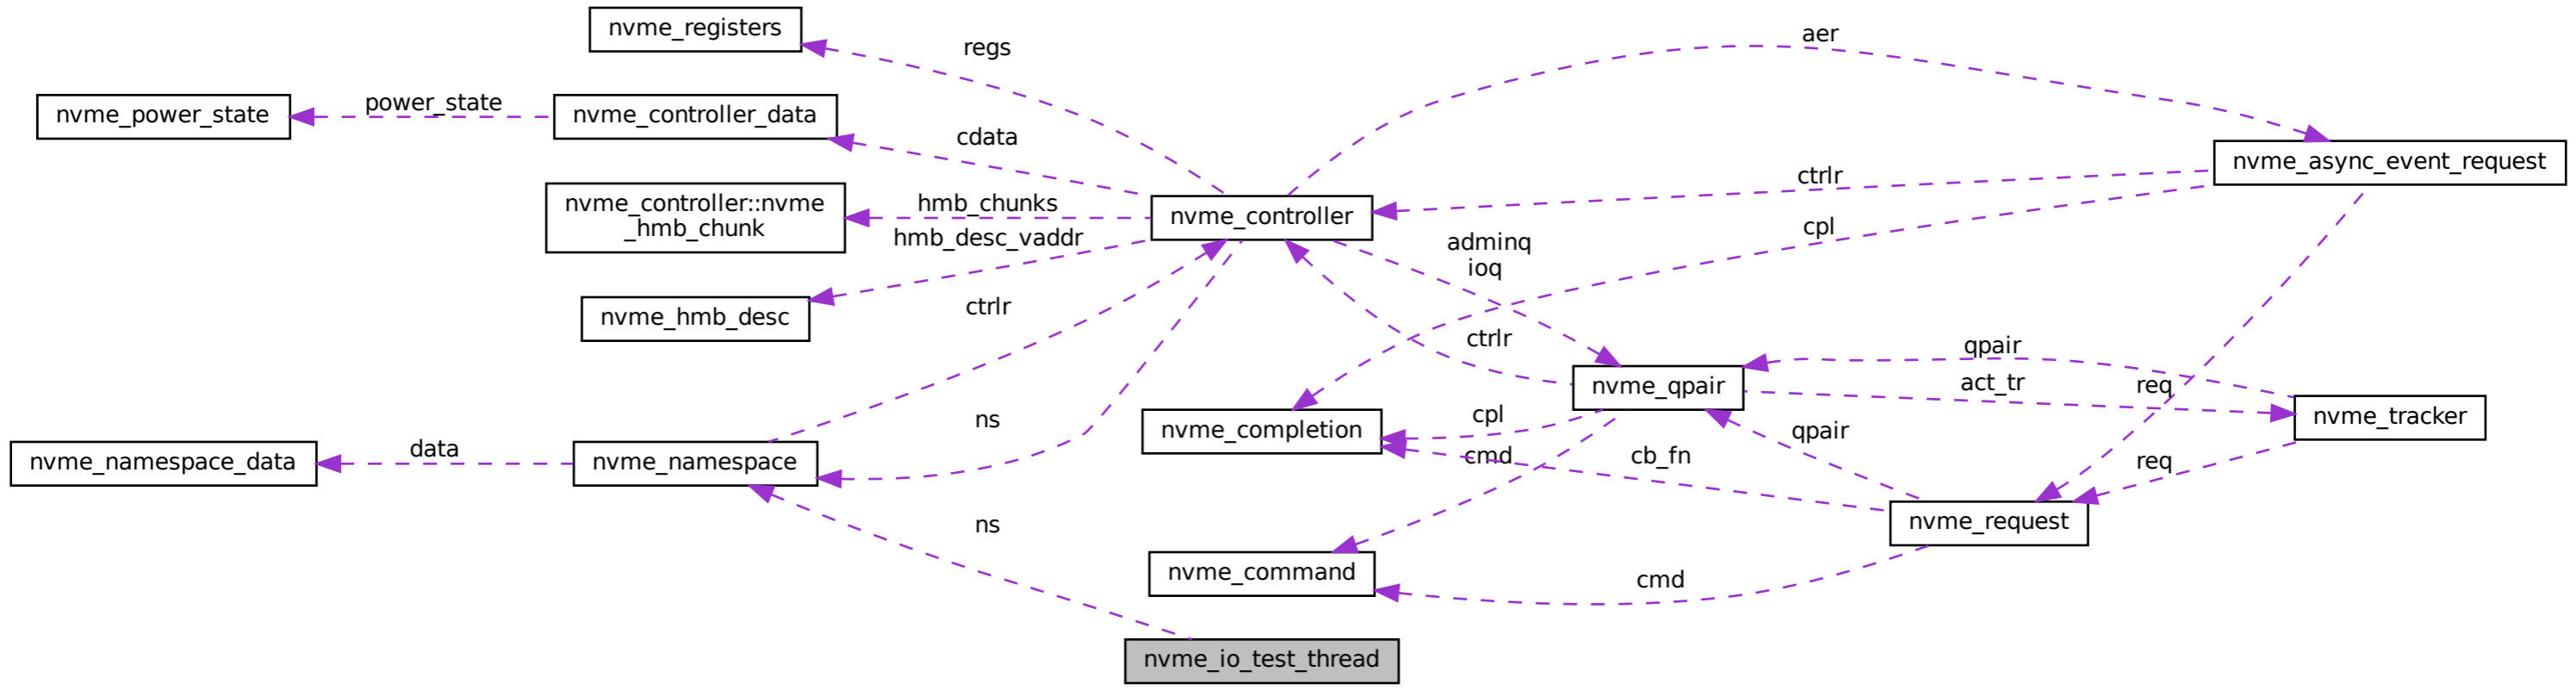 nvme_registers
regs
aer
nvme_power_state
power_state
nvme_controller_data
cdata
nvme_async_event_request
nvme_controller::nvme
_hmb_chunk
hmb_chunks
hmb_desc_vaddr
nvme_controller
ctrlr
cpl
adminq
ioq
nvme_hmb_desc
ctrlr
ctrlr
qpair
nvme_qpair
act_tr
req
nvme_tracker
ns
nvme_completion
cpl
qpair
nvme_namespace_data
data
nvme_namespace
cmd
cb_fn
req
ns
nvme_request
nvme_command
cmd
nvme_io_test_thread